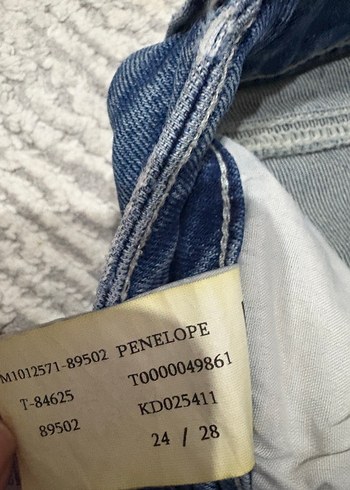 M1012571-89502 PENELOPE
T-84625 T0000049861
89502 KD025411
24 / 28